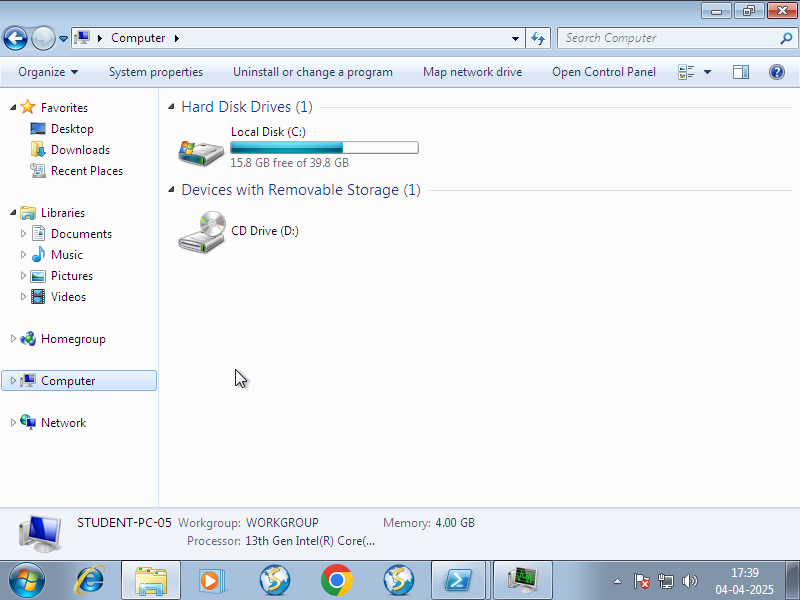 Computer
Search Computer
Organize System properties Uninstall or change a program Map network drive Open Control Panel
Favorites
Desktop
Downloads
Recent Places
Libraries
Documents
Music
Pictures
Videos
Homegroup
Computer
Network
Hard Disk Drives (1)
Local Disk (C:)
15.8 GB free of 39.8 GB
Devices with Removable Storage (1)
CD Drive (D:)
STUDENT-PC-05 Workgroup: WORKGROUP Memory: 4.00 GB
Processor: 13th Gen Intel(R) Core(...
17:39
04-04-2025